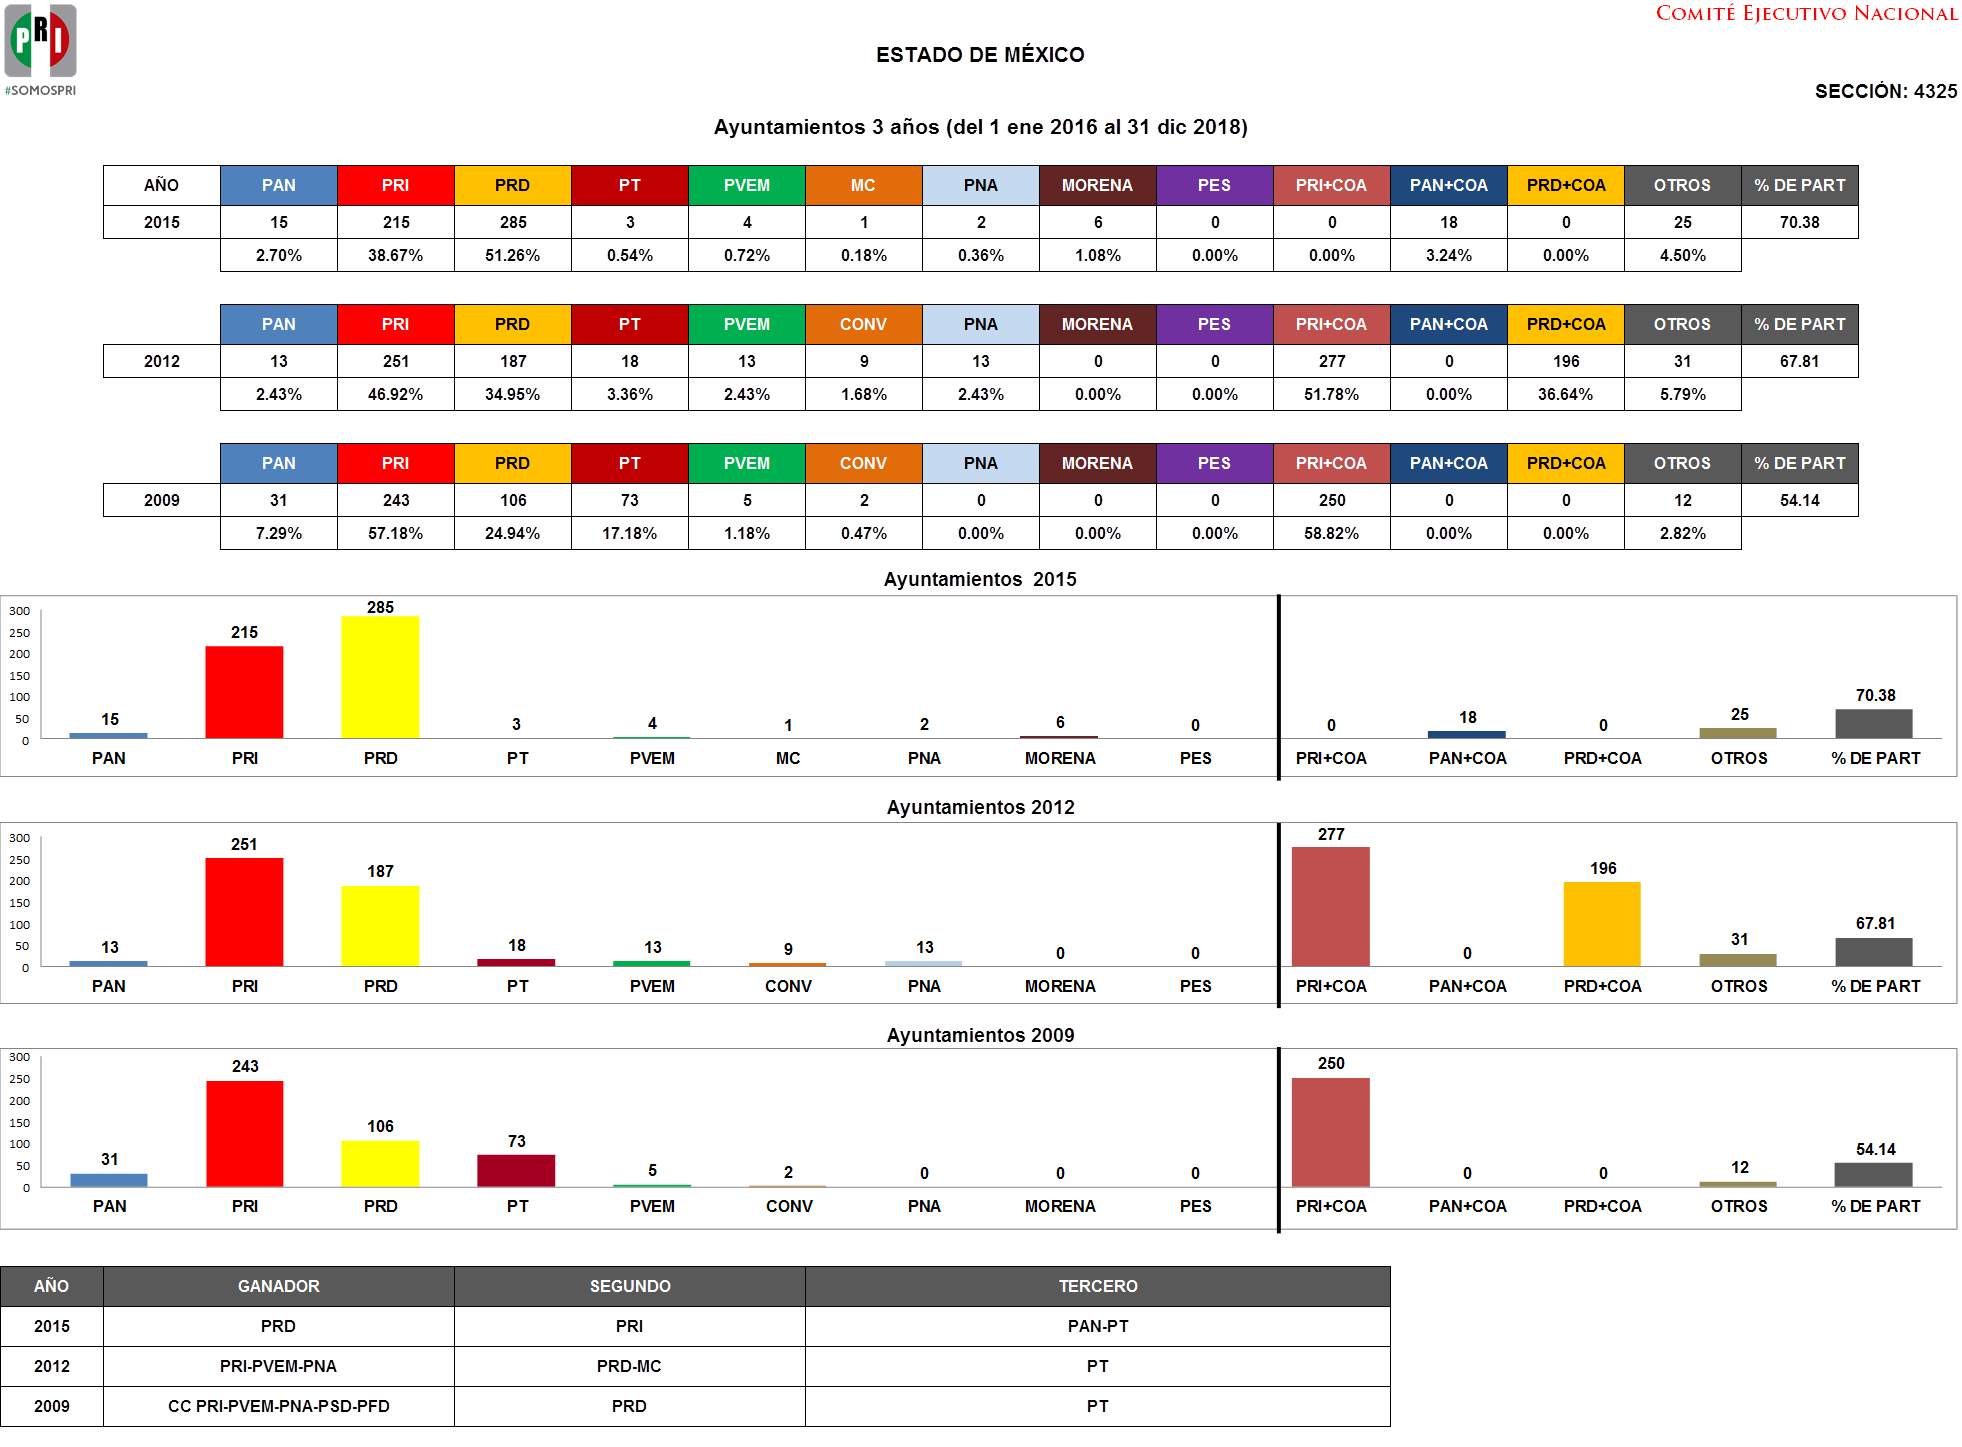 PRI
#SOMOSPRI
COMITÉ EJECUTIVO NACIONAL
ESTADO DE MÉXICO
SECCIÓN: 4325
Ayuntamientos 3 años (del 1 ene 2016 al 31 dic 2018)
AÑO PAN PRI PRD PT PVEM MC PNA MORENA PES PRI+COA PAN+COA PRD+COA OTROS % DE PART
2015 15 215 285 3 4 1 2 6 0 0 18 0 25 70.38
2.70% 38.67% 51.26% 0.54% 0.72% 0.18% 0.36% 1.08% 0.00% 0.00% 3.24% 0.00% 4.50%
PAN PRI PRD PT PVEM CONV PNA MORENA PES PRI+COA PAN+COA PRD+COA OTROS % DE PART
2012 13 251 187 18 13 9 13 0 0 277 0 196 31 67.81
2.43% 46.92% 34.95% 3.36% 2.43% 1.68% 2.43% 0.00% 0.00% 51.78% 0.00% 36.64% 5.79%
PAN PRI PRD PT PVEM CONV PNA MORENA PES PRI+COA PAN+COA PRD+COA OTROS % DE PART
2009 31 243 106 73 5 2 0 0 0 250 0 0 12 54.14
7.29% 57.18% 24.94% 17.18% 1.18% 0.47% 0.00% 0.00% 0.00% 58.82% 0.00% 0.00% 2.82%
Ayuntamientos 2015
300
250
200
150
100
50
0
15 215 285 3 4 1 2 6 0 0 18 0 25 70.38
PAN PRI PRD PT PVEM MC PNA MORENA PES PRI+COA PAN+COA PRD+COA OTROS % DE PART
Ayuntamientos 2012
300
250
200
150
100
50
0
13 251 187 18 13 9 13 0 0 277 0 196 31 67.81
PAN PRI PRD PT PVEM CONV PNA MORENA PES PRI+COA PAN+COA PRD+COA OTROS % DE PART
Ayuntamientos 2009
300
250
200
150
100
50
0
31 243 106 73 5 2 0 0 0 250 0 0 12 54.14
PAN PRI PRD PT PVEM CONV PNA MORENA PES PRI+COA PAN+COA PRD+COA OTROS % DE PART
AÑO GANADOR SEGUNDO TERCERO
2015 PRD PRI PAN-PT
2012 PRI-PVEM-PNA PRD-MC PT
2009 CC PRI-PVEM-PNA-PSD-PFD PRD PT